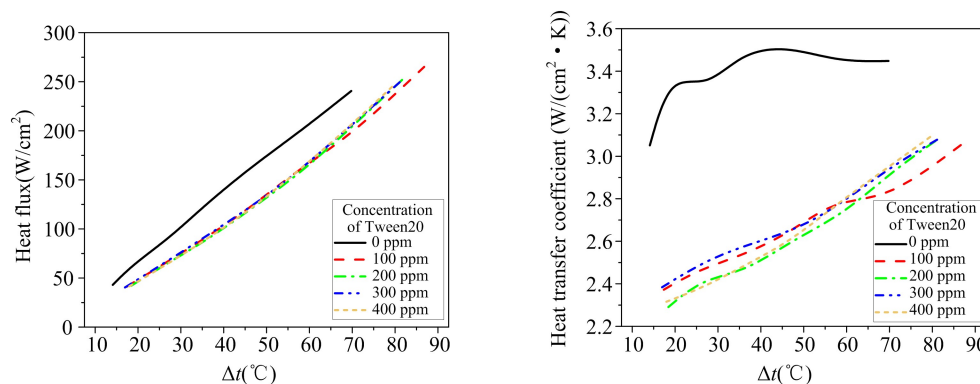 300
250
200
150
100
50
0
Heat flux(W/cm²)
10 20 30 40 50 60 70 80 90
Δt(℃)
Concentration
of Tween20
0 ppm
100 ppm
200 ppm
300 ppm
400 ppm
3.6
3.4
3.2
3.0
2.8
2.6
2.4
2.2
Heat transfer coefficient (W/(cm²・K))
10 20 30 40 50 60 70 80 90
Δt(℃)
Concentration
of Tween20
0 ppm
100 ppm
200 ppm
300 ppm
400 ppm